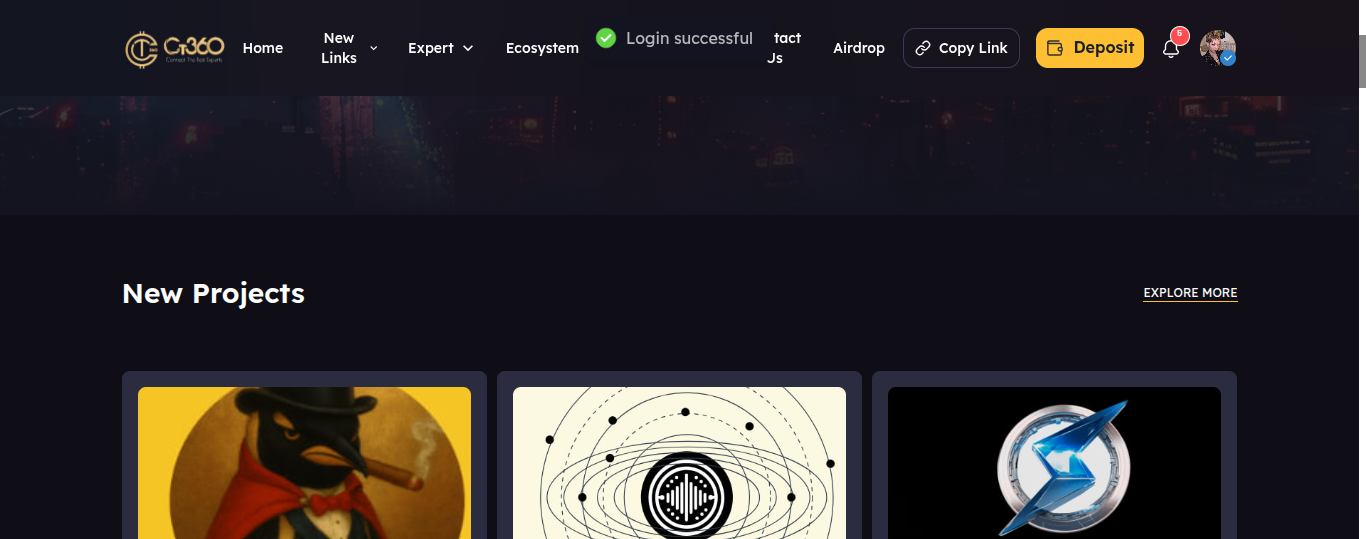 GT360
Connect The Best Experts
Home
New
Links
Expert
Ecosystem
Login successful
tact
Js
Airdrop
Copy Link
Deposit
5
New Projects
EXPLORE MORE